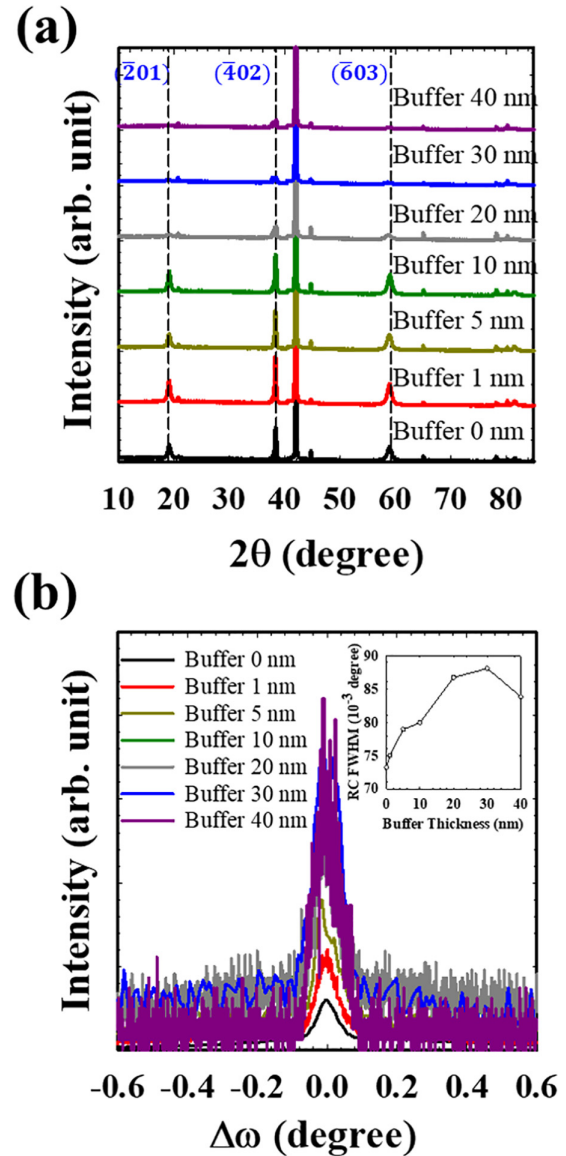 (a)
(2̅01) (4̅02) (6̅03)
Buffer 40 nm
Buffer 30 nm
Buffer 20 nm
Buffer 10 nm
Buffer 5 nm
Buffer 1 nm
Buffer 0 nm
Intensity (arb. unit)
10 20 30 40 50 60 70 80
2θ (degree)
(b)
Buffer 0 nm
Buffer 1 nm
Buffer 5 nm
Buffer 10 nm
Buffer 20 nm
Buffer 30 nm
Buffer 40 nm
RC FWHM (10⁻³ degree)
90
85
80
75
70
0 10 20 30 40
Buffer Thickness (nm)
Intensity (arb. unit)
-0.6 -0.4 -0.2 0.0 0.2 0.4 0.6
Δω (degree)